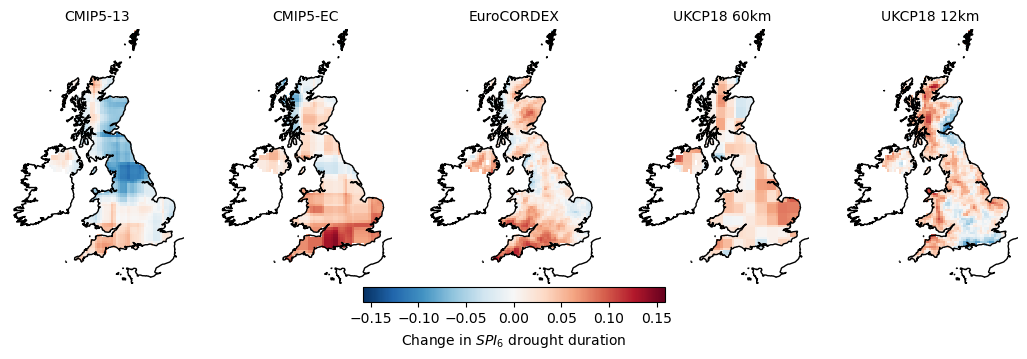 CMIP5-13 CMIP5-EC EuroCORDEX UKCP18 60km UKCP18 12km
−0.15 −0.10 −0.05 0.00 0.05 0.10 0.15
Change in SPI₆ drought duration